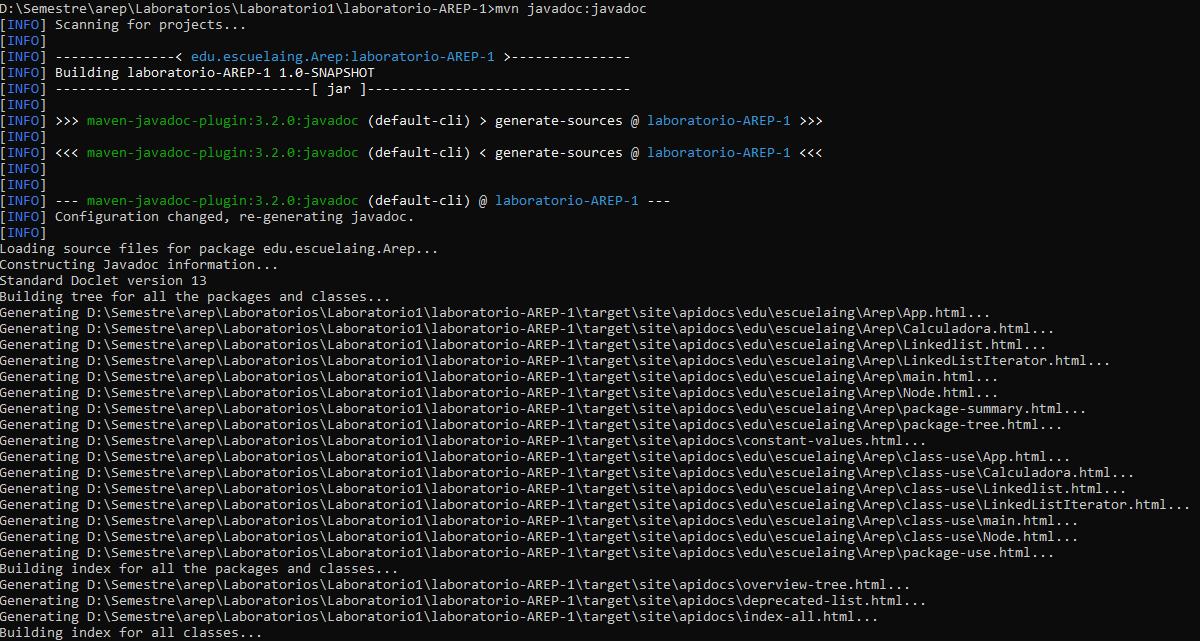 D:\Semestre\arep\Laboratorios\Laboratorio1\laboratorio-AREP-1>mvn javadoc:javadoc
[INFO] Scanning for projects...
[INFO]
[INFO] ---------------< edu.escuelaing.Arep:laboratorio-AREP-1 >---------------
[INFO] Building laboratorio-AREP-1 1.0-SNAPSHOT
[INFO] --------------------------------[ jar ]---------------------------------
[INFO]
[INFO] >>> maven-javadoc-plugin:3.2.0:javadoc (default-cli) > generate-sources @ laboratorio-AREP-1 >>>
[INFO]
[INFO] <<< maven-javadoc-plugin:3.2.0:javadoc (default-cli) < generate-sources @ laboratorio-AREP-1 <<<
[INFO]
[INFO]
[INFO] --- maven-javadoc-plugin:3.2.0:javadoc (default-cli) @ laboratorio-AREP-1 ---
[INFO] Configuration changed, re-generating javadoc.
[INFO]
Loading source files for package edu.escuelaing.Arep...
Constructing Javadoc information...
Standard Doclet version 13
Building tree for all the packages and classes...
Generating D:\Semestre\arep\Laboratorios\Laboratorio1\laboratorio-AREP-1\target\site\apidocs\edu\escuelaing\Arep\App.html...
Generating D:\Semestre\arep\Laboratorios\Laboratorio1\laboratorio-AREP-1\target\site\apidocs\edu\escuelaing\Arep\Calculadora.html...
Generating D:\Semestre\arep\Laboratorios\Laboratorio1\laboratorio-AREP-1\target\site\apidocs\edu\escuelaing\Arep\Linkedlist.html...
Generating D:\Semestre\arep\Laboratorios\Laboratorio1\laboratorio-AREP-1\target\site\apidocs\edu\escuelaing\Arep\LinkedListIterator.html...
Generating D:\Semestre\arep\Laboratorios\Laboratorio1\laboratorio-AREP-1\target\site\apidocs\edu\escuelaing\Arep\main.html...
Generating D:\Semestre\arep\Laboratorios\Laboratorio1\laboratorio-AREP-1\target\site\apidocs\edu\escuelaing\Arep\Node.html...
Generating D:\Semestre\arep\Laboratorios\Laboratorio1\laboratorio-AREP-1\target\site\apidocs\edu\escuelaing\Arep\package-summary.html...
Generating D:\Semestre\arep\Laboratorios\Laboratorio1\laboratorio-AREP-1\target\site\apidocs\edu\escuelaing\Arep\package-tree.html...
Generating D:\Semestre\arep\Laboratorios\Laboratorio1\laboratorio-AREP-1\target\site\apidocs\constant-values.html...
Generating D:\Semestre\arep\Laboratorios\Laboratorio1\laboratorio-AREP-1\target\site\apidocs\edu\escuelaing\Arep\class-use\App.html...
Generating D:\Semestre\arep\Laboratorios\Laboratorio1\laboratorio-AREP-1\target\site\apidocs\edu\escuelaing\Arep\class-use\Calculadora.html...
Generating D:\Semestre\arep\Laboratorios\Laboratorio1\laboratorio-AREP-1\target\site\apidocs\edu\escuelaing\Arep\class-use\Linkedlist.html...
Generating D:\Semestre\arep\Laboratorios\Laboratorio1\laboratorio-AREP-1\target\site\apidocs\edu\escuelaing\Arep\class-use\LinkedListIterator.html...
Generating D:\Semestre\arep\Laboratorios\Laboratorio1\laboratorio-AREP-1\target\site\apidocs\edu\escuelaing\Arep\class-use\main.html...
Generating D:\Semestre\arep\Laboratorios\Laboratorio1\laboratorio-AREP-1\target\site\apidocs\edu\escuelaing\Arep\class-use\Node.html...
Generating D:\Semestre\arep\Laboratorios\Laboratorio1\laboratorio-AREP-1\target\site\apidocs\edu\escuelaing\Arep\package-use.html...
Building index for all the packages and classes...
Generating D:\Semestre\arep\Laboratorios\Laboratorio1\laboratorio-AREP-1\target\site\apidocs\overview-tree.html...
Generating D:\Semestre\arep\Laboratorios\Laboratorio1\laboratorio-AREP-1\target\site\apidocs\deprecated-list.html...
Generating D:\Semestre\arep\Laboratorios\Laboratorio1\laboratorio-AREP-1\target\site\apidocs\index-all.html...
Building index for all classes...